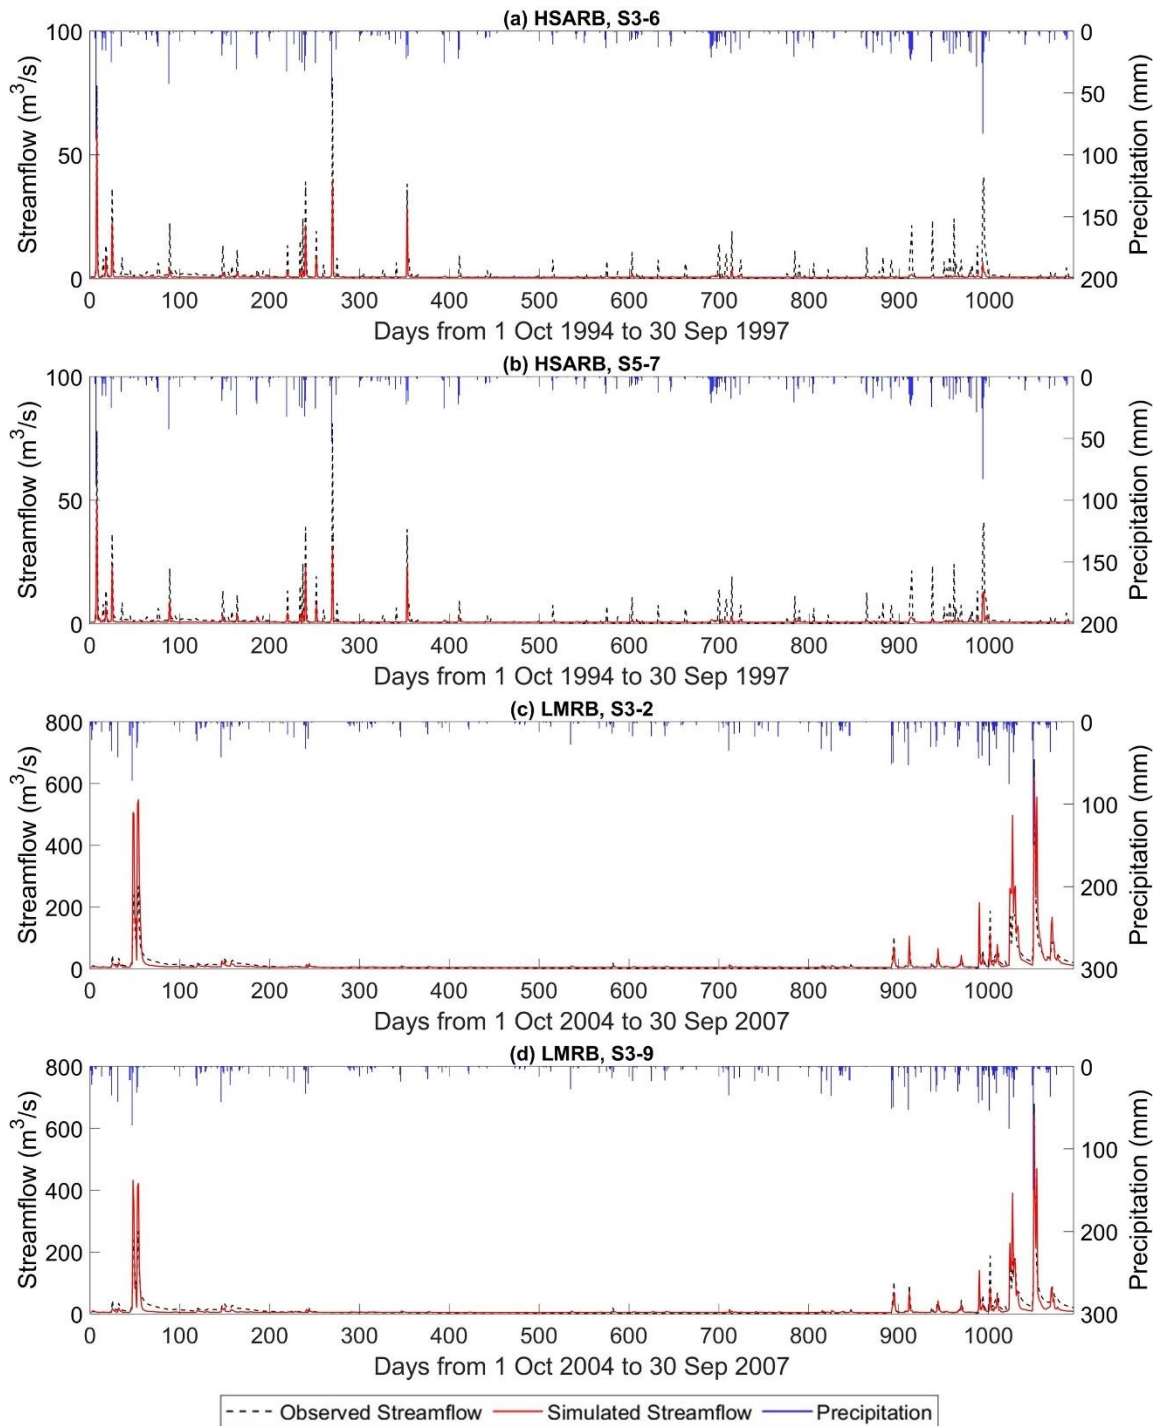 (a) HSARB, S3-6
100 50 0
Streamflow (m³/s)
0 50 100 150 200
Precipitation (mm)
0 100 200 300 400 500 600 700 800 900 1000
Days from 1 Oct 1994 to 30 Sep 1997
(b) HSARB, S5-7
100 50 0
Streamflow (m³/s)
0 50 100 150 200
Precipitation (mm)
0 100 200 300 400 500 600 700 800 900 1000
Days from 1 Oct 1994 to 30 Sep 1997
(c) LMRB, S3-2
800 600 400 200 0
Streamflow (m³/s)
0 100 200 300
Precipitation (mm)
0 100 200 300 400 500 600 700 800 900 1000
Days from 1 Oct 2004 to 30 Sep 2007
(d) LMRB, S3-9
800 600 400 200 0
Streamflow (m³/s)
0 100 200 300
Precipitation (mm)
0 100 200 300 400 500 600 700 800 900 1000
Days from 1 Oct 2004 to 30 Sep 2007
Observed Streamflow Simulated Streamflow Precipitation